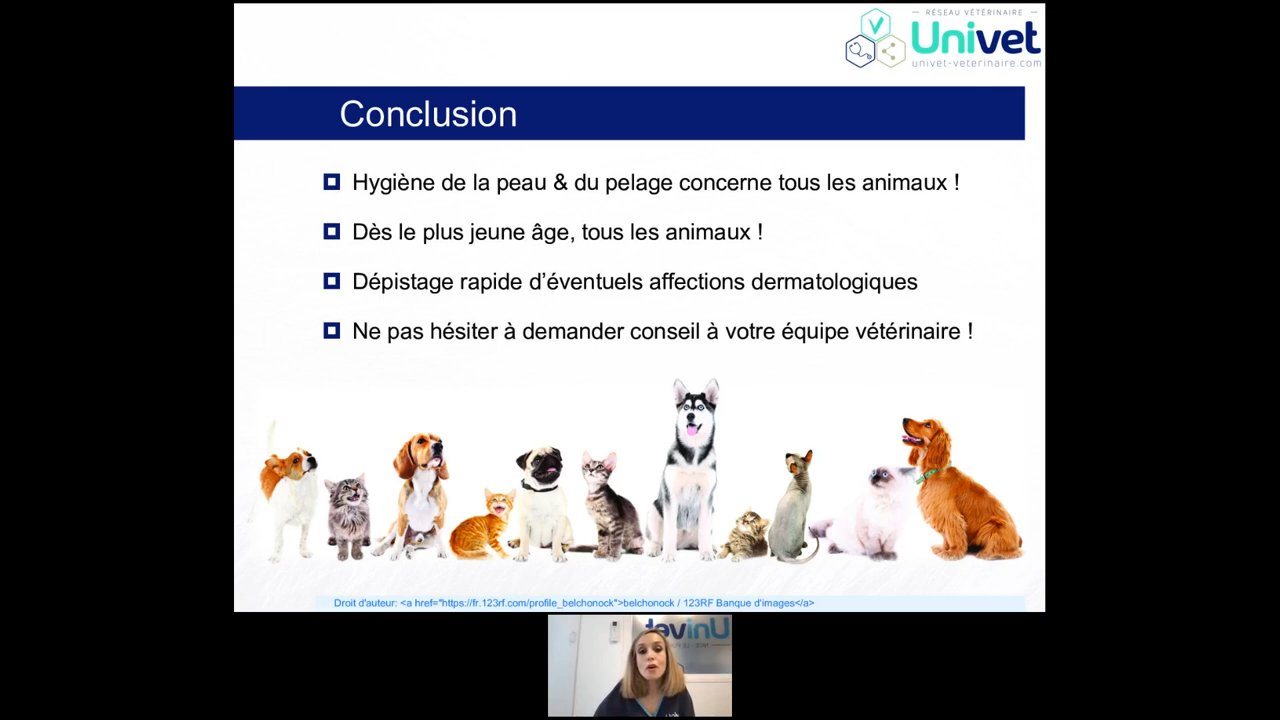 RÉSEAU VÉTÉRINAIRE
Univet
univet-veterinaire.com
Conclusion
Hygiène de la peau & du pelage concerne tous les animaux !
Dès le plus jeune âge, tous les animaux !
Dépistage rapide d’éventuels affections dermatologiques
Ne pas hésiter à demander conseil à votre équipe vétérinaire !
Droit d'auteur: <a href="https://fr.123rf.com/profile_belchonock">belchonock / 123RF Banque d'images</a>
Univet